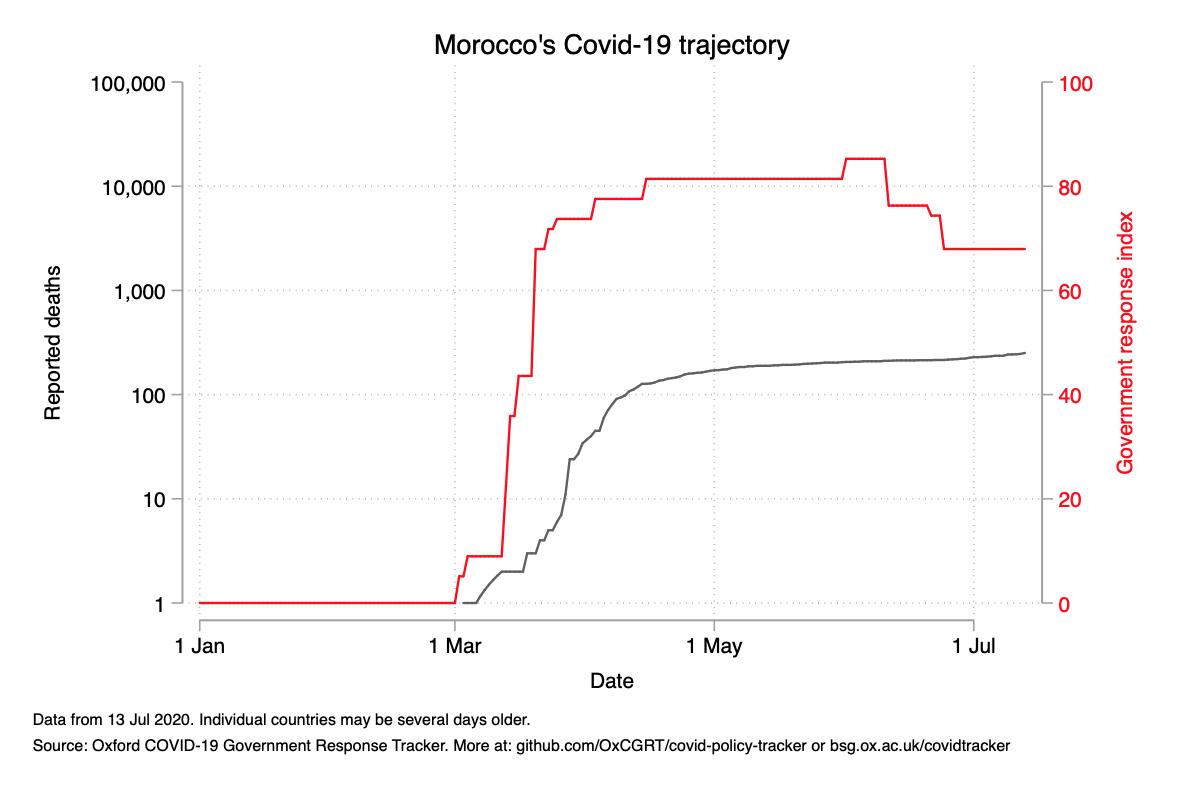 Morocco's Covid-19 trajectory
100,000
10,000
1,000
100
10
1
Reported deaths
100
80
60
40
20
0
Government response index
1 Jan
1 Mar
1 May
1 Jul
Date
Data from 13 Jul 2020. Individual countries may be several days older.
Source: Oxford COVID-19 Government Response Tracker. More at: github.com/OxCGRT/covid-policy-tracker or bsg.ox.ac.uk/covidtracker